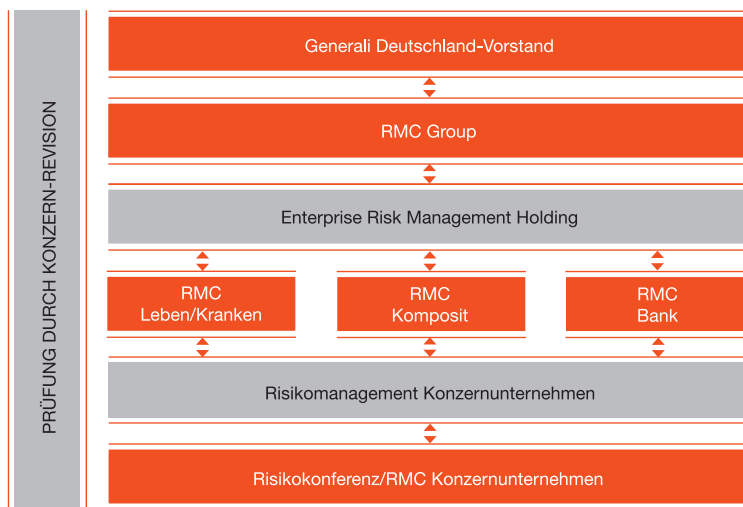 PRÜFUNG DURCH KONZERN-REVISION
Generali Deutschland-Vorstand
RMC Group
Enterprise Risk Management Holding
RMC
Leben/Kranken
RMC
Komposit
RMC
Bank
Risikomanagement Konzernunternehmen
Risikokonferenz/RMC Konzernunternehmen